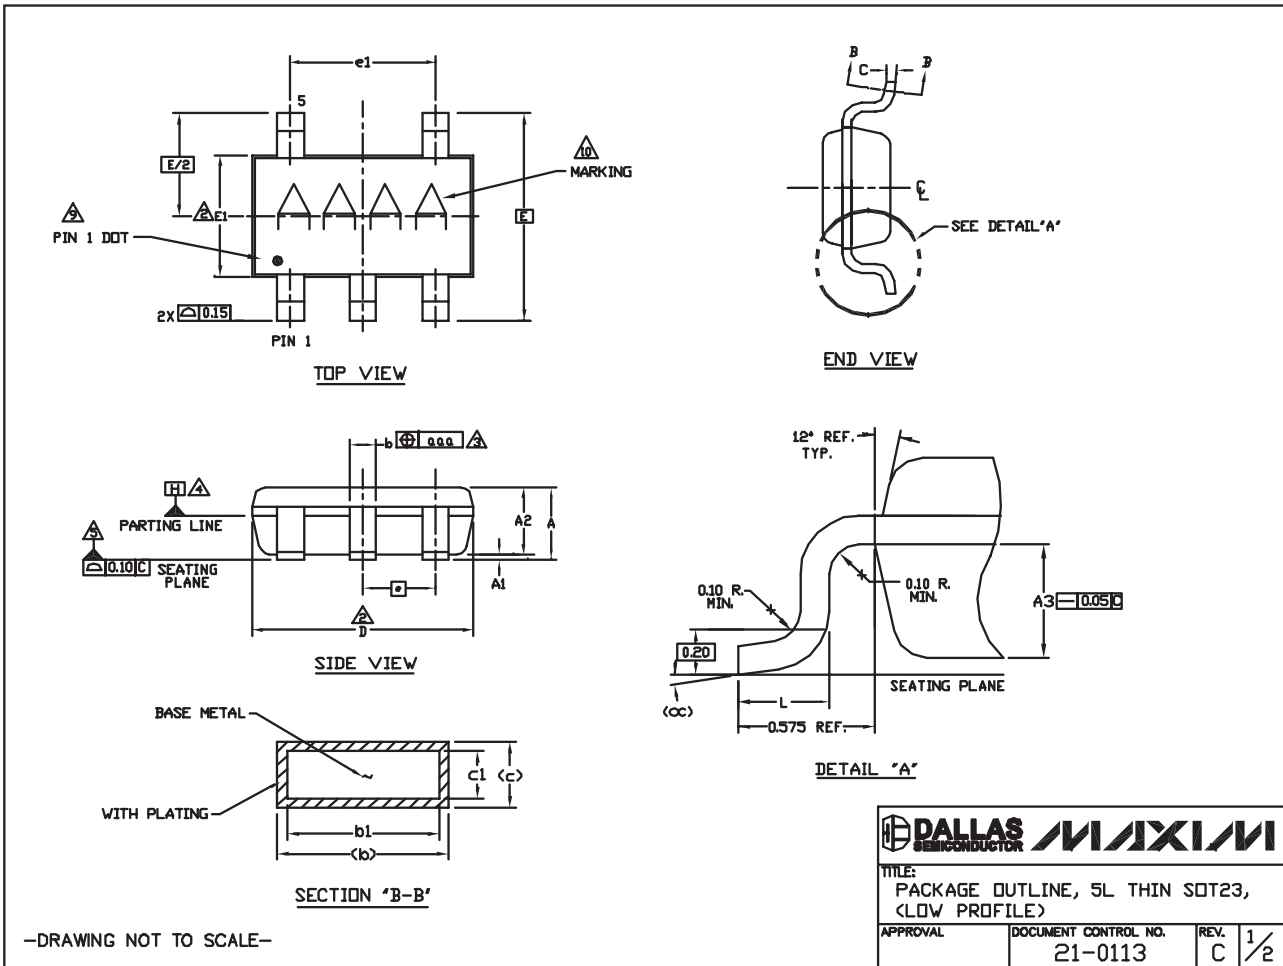 e1
5
E/2
2
E1
9
PIN 1 DOT
10
MARKING
E
2X 0.15
PIN 1
TOP VIEW
B
C
B
C
L
SEE DETAIL"A"
END VIEW
b aaa 3
H 4
PARTING LINE
5
0.10 C
SEATING
PLANE
A2
A
A1
e
2
D
SIDE VIEW
12° REF.
TYP.
0.10 R.
MIN.
0.10 R.
MIN.
A3 0.05 C
0.20
SEATING PLANE
L
(∝)
0.575 REF.
DETAIL "A"
BASE METAL
WITH PLATING
c1
(c)
b1
(b)
SECTION "B-B"
-DRAWING NOT TO SCALE-
DALLAS
SEMICONDUCTOR
MAXIM
TITLE:
PACKAGE OUTLINE, 5L THIN SOT23,
(LOW PROFILE)
APPROVAL
DOCUMENT CONTROL NO.
21-0113
REV.
C
1/2